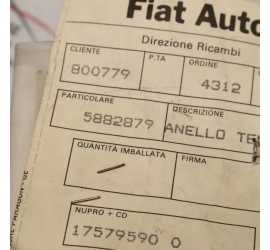 Fiat Auto
Direzione Ricambi
CLIENTE P.TA ORDINE
800779 4312
PARTICOLARE DESCRIZIONE
5882879 ANELLO TE
QUANTITÀ IMBALLATA FIRMA
NUPRO + CD
17579590 0